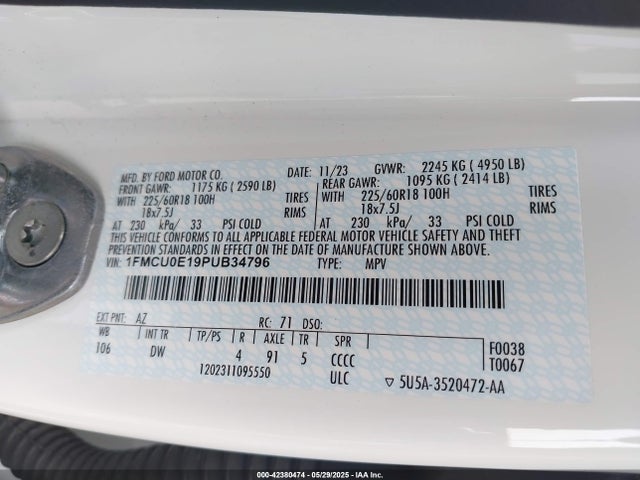 MFD. BY FORD MOTOR CO. DATE: 11/23 GVWR: 2245 KG ( 4950 LB)
FRONT GAWR: 1175 KG ( 2590 LB) REAR GAWR: 1095 KG ( 2414 LB)
WITH 225/60R18 100H TIRES WITH 225/60R18 100H TIRES
18x7.5J RIMS 18x7.5J RIMS
AT 230 kPa/ 33 PSI COLD AT 230 kPa/ 33 PSI COLD
THIS VEHICLE CONFORMS TO ALL APPLICABLE FEDERAL MOTOR VEHICLE SAFETY AND THEFT
PREVENTION STANDARDS IN EFFECT ON THE DATE OF MANUFACTURE SHOWN ABOVE.
VIN: 1FMCU0E19PUB34796 TYPE: MPV
EXT PNT: AZ RC: 71 DSO:
WB INT TR TP/PS R AXLE TR SPR F0038
106 DW 4 91 5 CCCC T0067
1202311095550 ULC ▽ 5U5A-3520472-AA
000-42380474 - 05/29/2025 - IAA Inc.